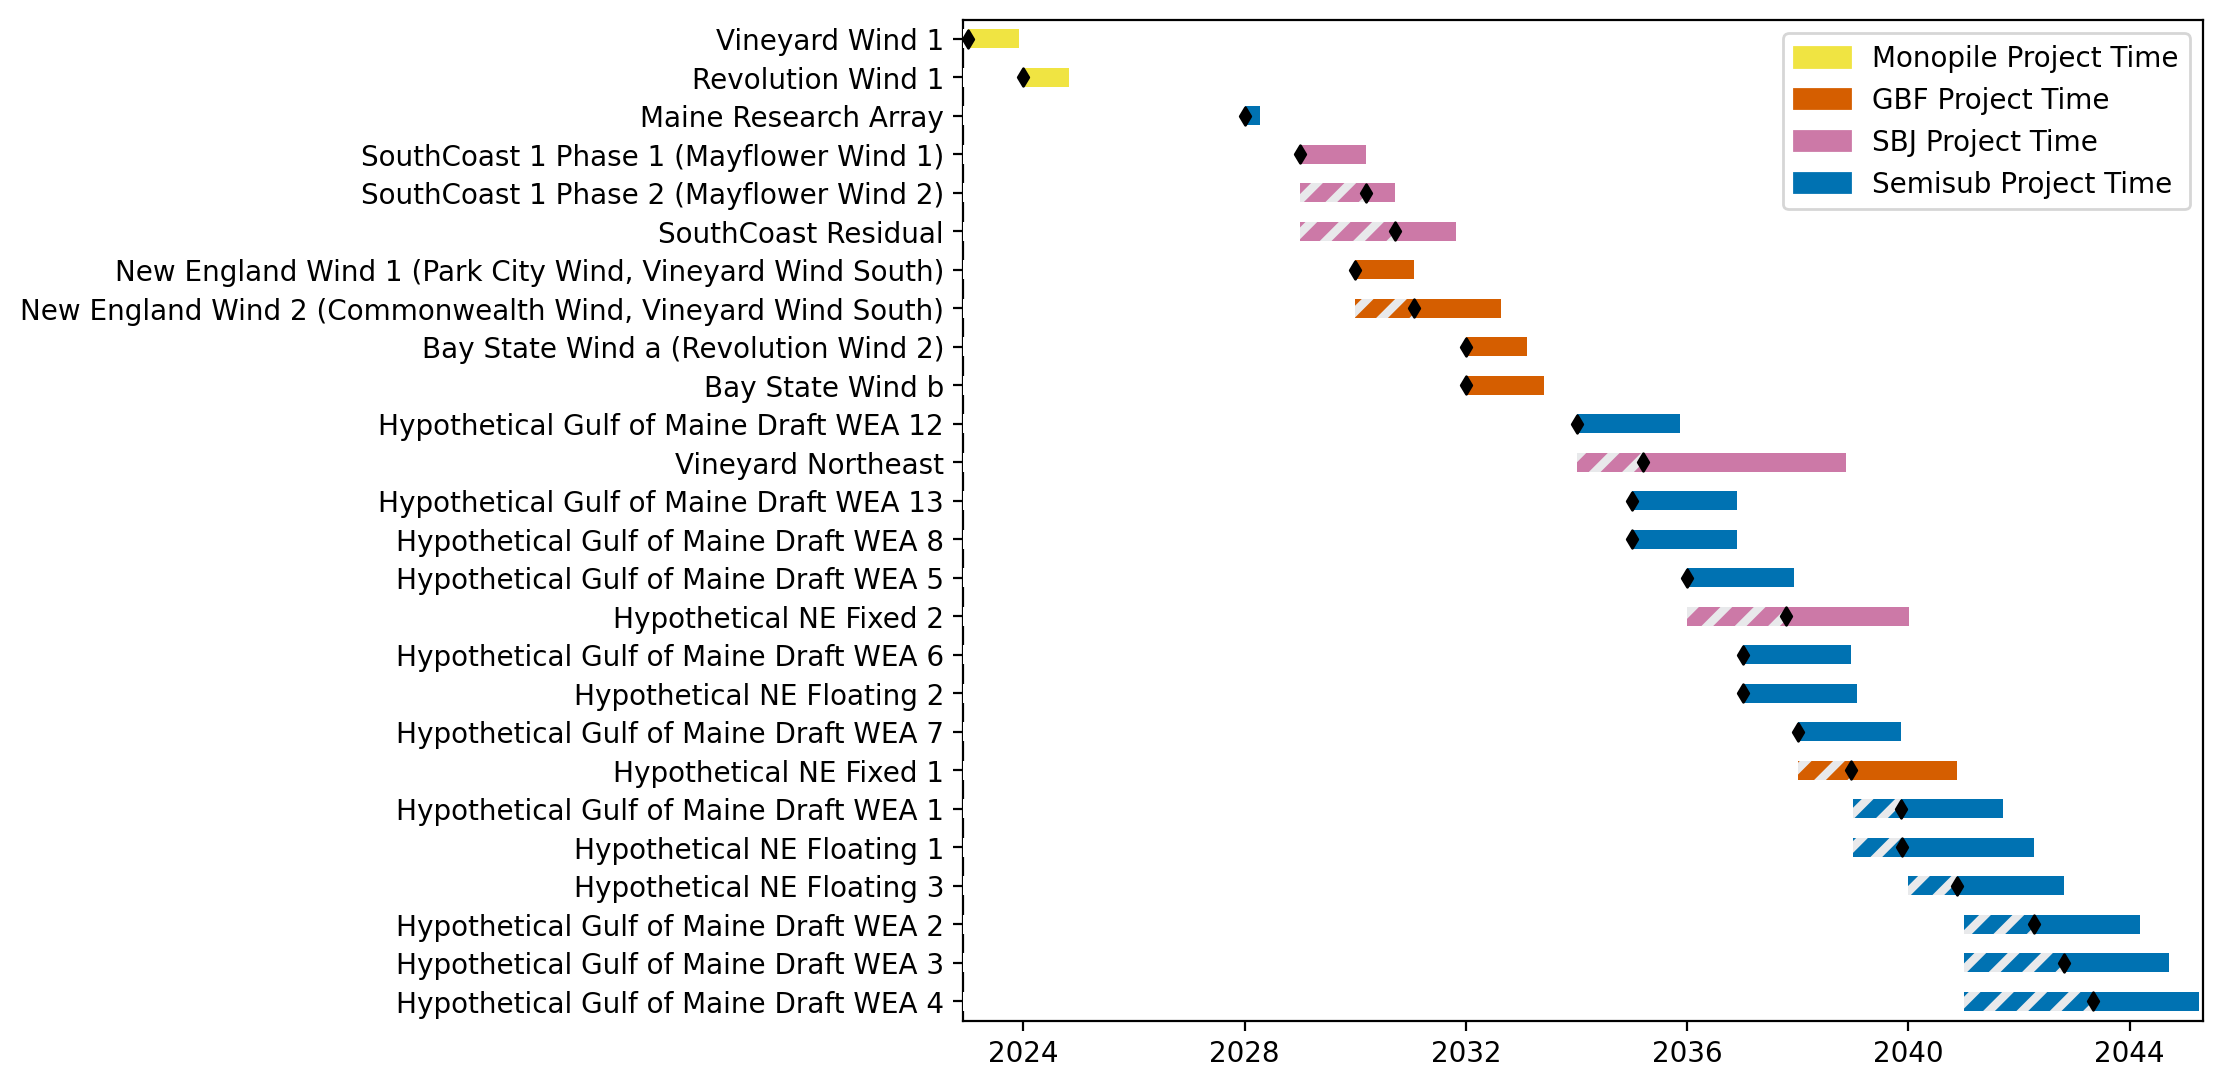 Vineyard Wind 1
Revolution Wind 1
Maine Research Array
SouthCoast 1 Phase 1 (Mayflower Wind 1)
SouthCoast 1 Phase 2 (Mayflower Wind 2)
SouthCoast Residual
New England Wind 1 (Park City Wind, Vineyard Wind South)
New England Wind 2 (Commonwealth Wind, Vineyard Wind South)
Bay State Wind a (Revolution Wind 2)
Bay State Wind b
Hypothetical Gulf of Maine Draft WEA 12
Vineyard Northeast
Hypothetical Gulf of Maine Draft WEA 13
Hypothetical Gulf of Maine Draft WEA 8
Hypothetical Gulf of Maine Draft WEA 5
Hypothetical NE Fixed 2
Hypothetical Gulf of Maine Draft WEA 6
Hypothetical NE Floating 2
Hypothetical Gulf of Maine Draft WEA 7
Hypothetical NE Fixed 1
Hypothetical Gulf of Maine Draft WEA 1
Hypothetical NE Floating 1
Hypothetical NE Floating 3
Hypothetical Gulf of Maine Draft WEA 2
Hypothetical Gulf of Maine Draft WEA 3
Hypothetical Gulf of Maine Draft WEA 4
Monopile Project Time
GBF Project Time
SBJ Project Time
Semisub Project Time
2024 2028 2032 2036 2040 2044